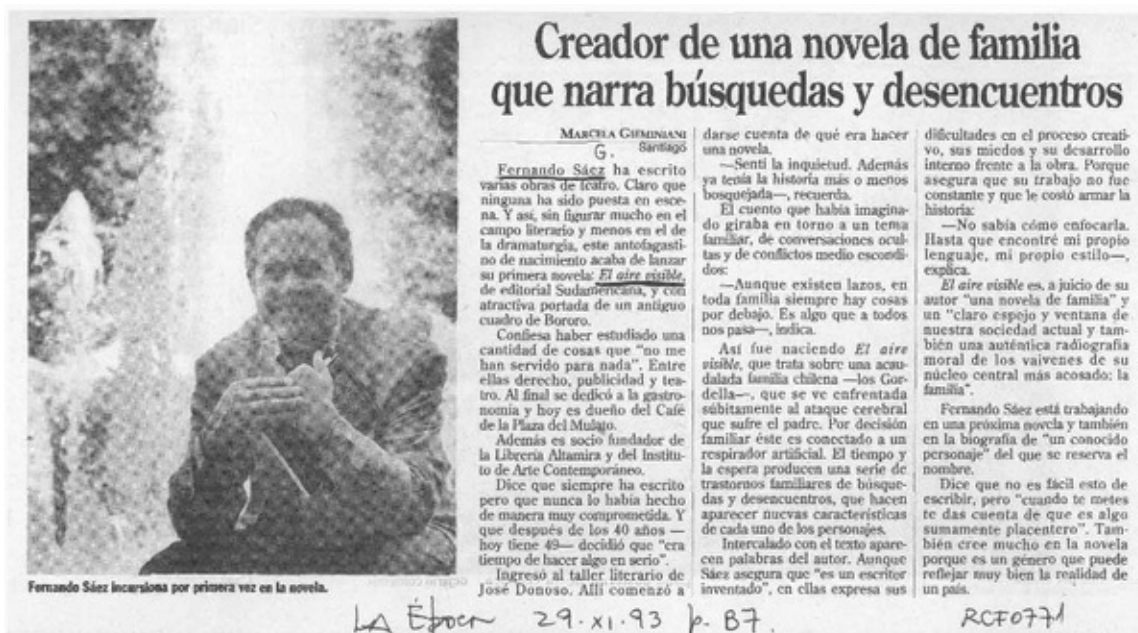 Creador de una novela de familia
que narra búsquedas y desencuentros
MARCELA GIEMINIANI
G. Santiago
Fernando Sáez ha escrito
varias obras de teatro. Claro que
ninguna ha sido puesta en esce-
na. Y así, sin figurar mucho en el
campo literario y menos en el de
la dramaturgia, este antofagasti-
no de nacimiento acaba de lanzar
su primera novela: El aire visible,
de editorial Sudamericana, y con
atractiva portada de un antiguo
cuadro de Bororo.
Confiesa haber estudiado una
cantidad de cosas que "no me
han servido para nada". Entre
ellas derecho, publicidad y tea-
tro. Al final se dedicó a la gastro-
nomía y hoy es dueño del Café
de la Plaza del Mulato.
Además es socio fundador de
la Librería Altamira y del Institu-
to de Arte Contemporáneo.
Dice que siempre ha escrito
pero que nunca lo había hecho
de manera muy comprometida. Y
que después de los 40 años —
hoy tiene 49— decidió que "era
tiempo de hacer algo en serio".
Ingresó al taller literario de
José Donoso. Allí comenzó a
darse cuenta de qué era hacer
una novela.
—Sentí la inquietud. Además
ya tenía la historia más o menos
bosquejada—, recuerda.
El cuento que había imagina-
do giraba en torno a un tema
familiar, de conversaciones ocul-
tas y de conflictos medio escondi-
dos:
—Aunque existen lazos, en
toda familia siempre hay cosas
por debajo. Es algo que a todos
nos pasa—, indica.
Así fue naciendo El aire
visible, que trata sobre una acau-
dalada familia chilena —los Gor-
della—, que se ve enfrentada
súbitamente al ataque cerebral
que sufre el padre. Por decisión
familiar éste es conectado a un
respirador artificial. El tiempo y
la espera producen una serie de
trastornos familiares de búsque-
das y desencuentros, que hacen
aparecer nuevas características
de cada uno de los personajes.
Intercalado con el texto apare-
cen palabras del autor. Aunque
Sáez asegura que "es un escritor
inventado", en ellas expresa sus
dificultades en el proceso creati-
vo, sus miedos y su desarrollo
interno frente a la obra. Porque
asegura que su trabajo no fue
constante y que le costó armar la
historia:
—No sabía cómo enfocarla.
Hasta que encontré mi propio
lenguaje, mi propio estilo—,
explica.
El aire visible es, a juicio de su
autor "una novela de familia" y
un "claro espejo y ventana de
nuestra sociedad actual y tam-
bién una auténtica radiografía
moral de los vaivenes de su
núcleo central más acosado: la
familia".
Fernando Sáez está trabajando
en una próxima novela y también
en la biografía de "un conocido
personaje" del que se reserva el
nombre.
Dice que no es fácil esto de
escribir, pero "cuando te metes
te das cuenta de que es algo
sumamente placentero". Tam-
bién cree mucho en la novela
porque es un género que puede
reflejar muy bien la realidad de
un país.
Fernando Sáez incursiona por primera vez en la novela.
LA Época 29.XI.93 p. B7. RCF0771